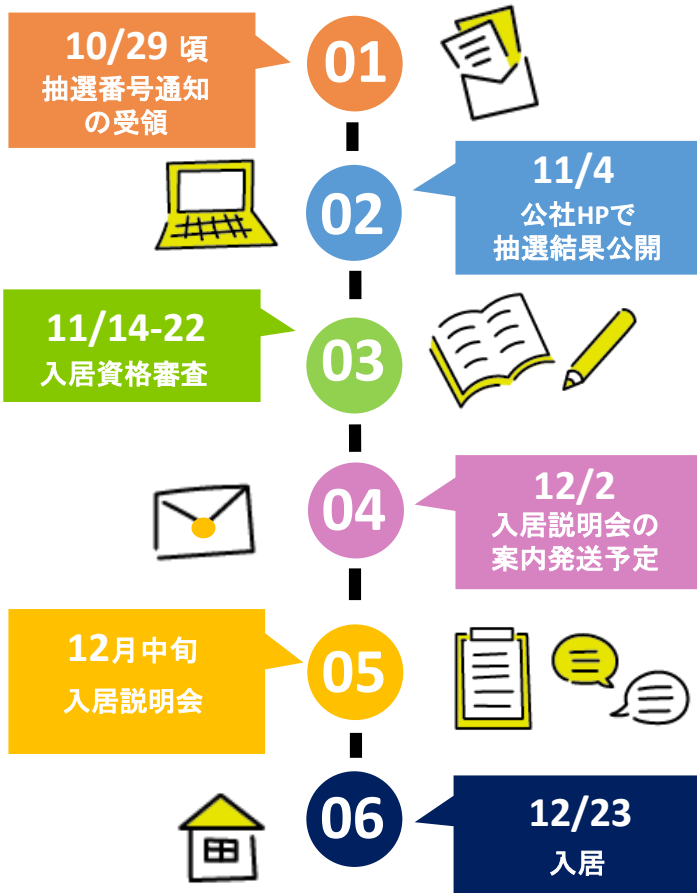 10/29 頃
抽選番号通知
の受領
01
02
11/4
公社HPで
抽選結果公開
11/14-22
入居資格審査
03
04
12/2
入居説明会の
案内発送予定
12月中旬
入居説明会
05
06
12/23
入居